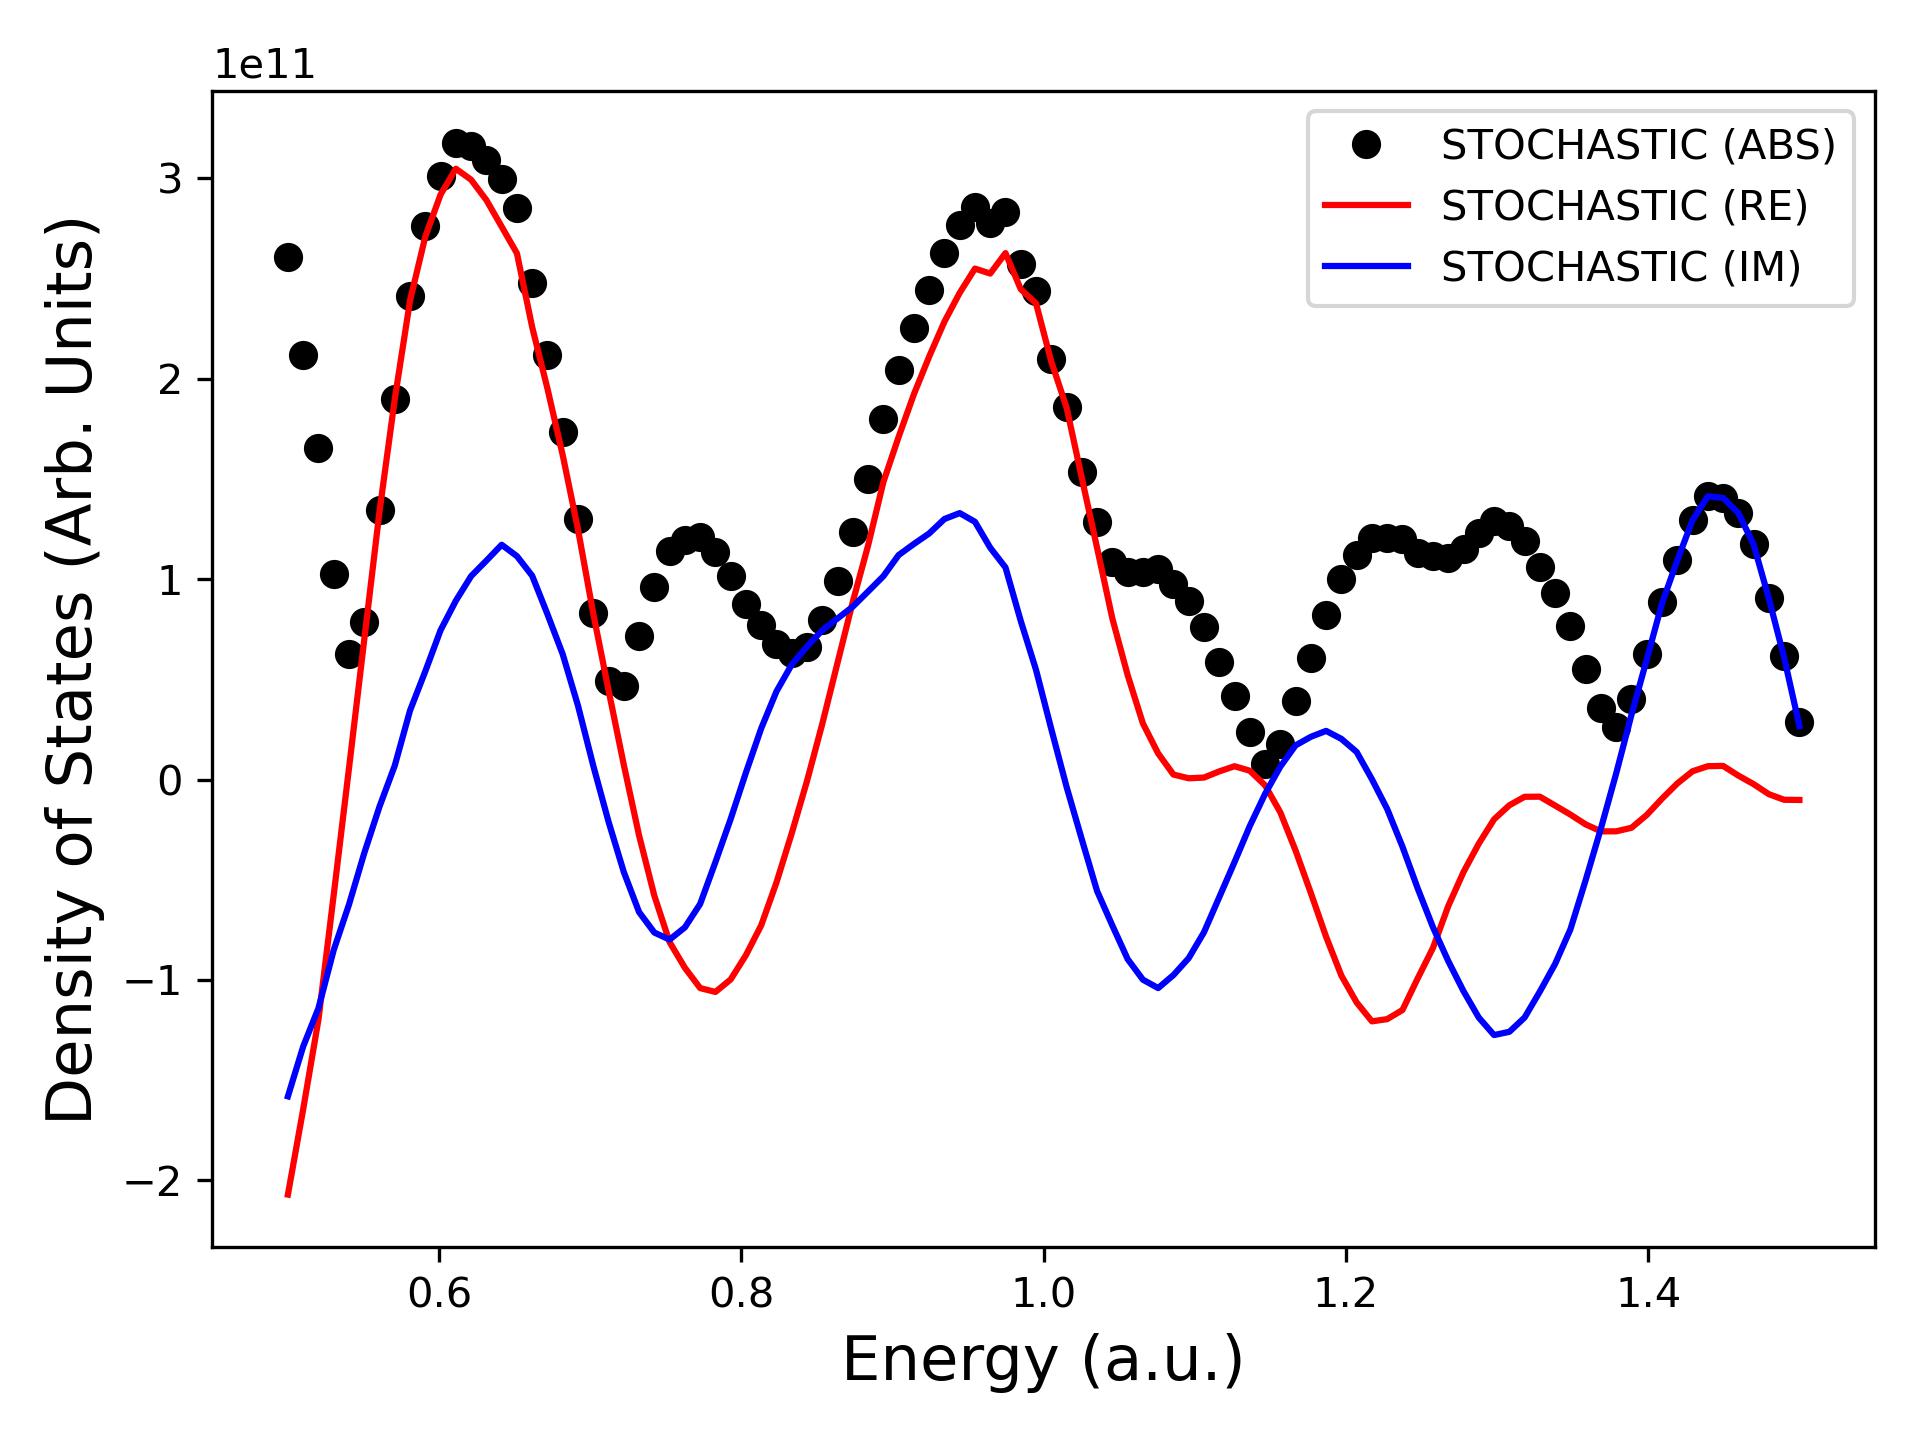 1e11
STOCHASTIC (ABS)
STOCHASTIC (RE)
STOCHASTIC (IM)
Density of States (Arb. Units)
3
2
1
0
−1
−2
0.6 0.8 1.0 1.2 1.4
Energy (a.u.)